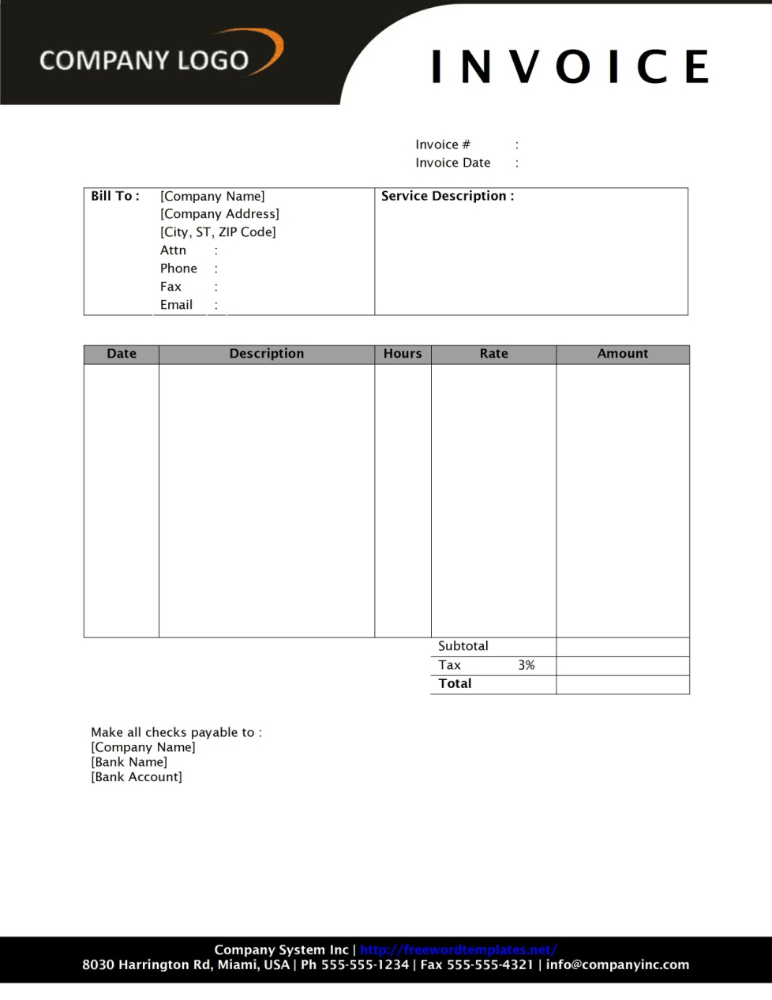 COMPANY LOGO
INVOICE
Invoice # :
Invoice Date :
Bill To : [Company Name]
[Company Address]
[City, ST, ZIP Code]
Attn :
Phone :
Fax :
Email :
Service Description :
Date Description Hours Rate Amount
Subtotal
Tax 3%
Total
Make all checks payable to :
[Company Name]
[Bank Name]
[Bank Account]
Company System Inc | http://freewordtemplates.net/
8030 Harrington Rd, Miami, USA | Ph 555-555-1234 | Fax 555-555-4321 | info@companyinc.com